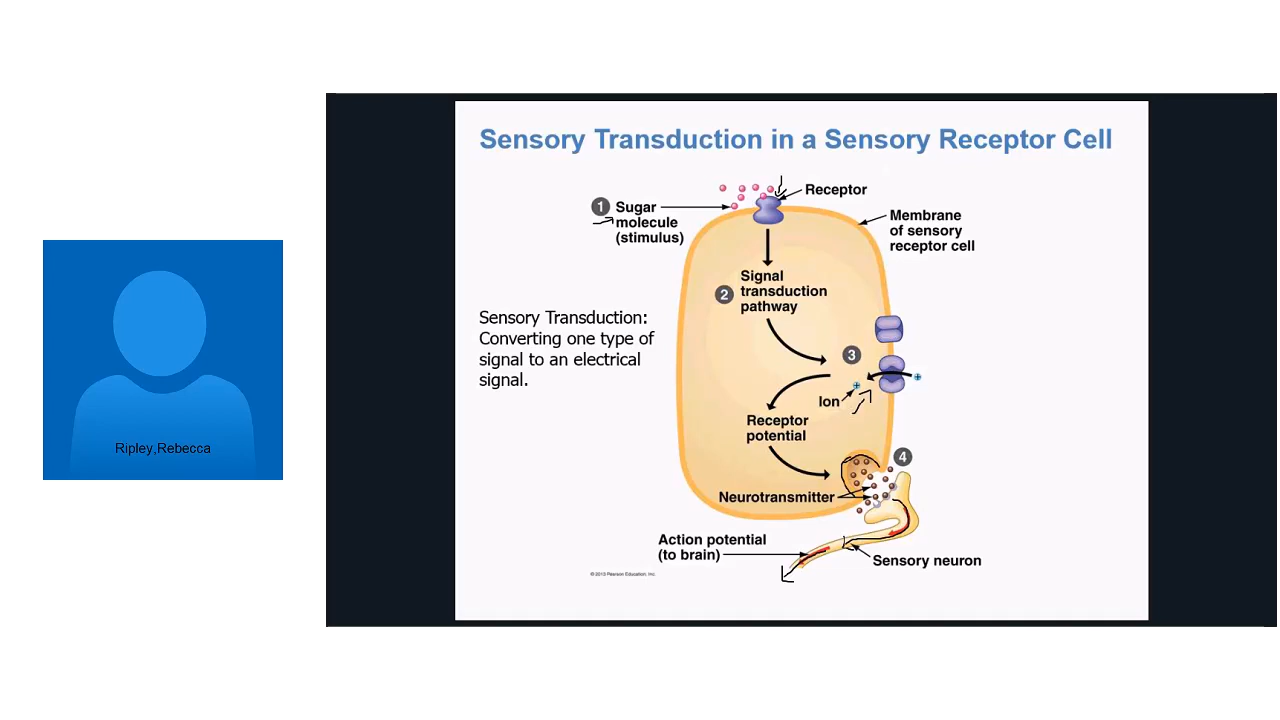 Sensory Transduction in a Sensory Receptor Cell
Receptor
1 Sugar
molecule
(stimulus)
Membrane
of sensory
receptor cell
2 Signal
transduction
pathway
Sensory Transduction:
Converting one type of
signal to an electrical
signal.
3
Ion
Receptor
potential
4
Neurotransmitter
Action potential
(to brain)
Sensory neuron
© 2013 Pearson Education, Inc.
Ripley,Rebecca